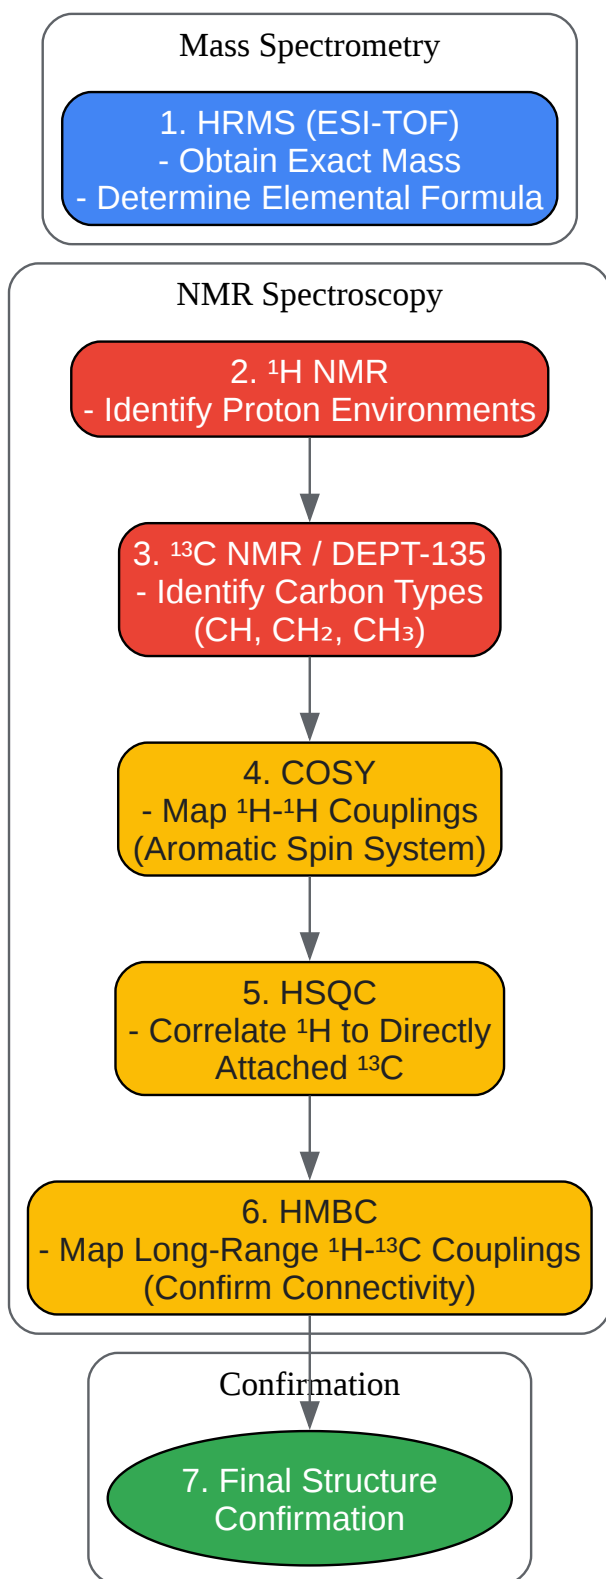 Mass Spectrometry
1. HRMS (ESI-TOF)
- Obtain Exact Mass
- Determine Elemental Formula
NMR Spectroscopy
2. ¹H NMR
- Identify Proton Environments
3. ¹³C NMR / DEPT-135
- Identify Carbon Types
(CH, CH₂, CH₃)
4. COSY
- Map ¹H-¹H Couplings
(Aromatic Spin System)
5. HSQC
- Correlate ¹H to Directly
Attached ¹³C
6. HMBC
- Map Long-Range ¹H-¹³C Couplings
(Confirm Connectivity)
Confirmation
7. Final Structure
Confirmation